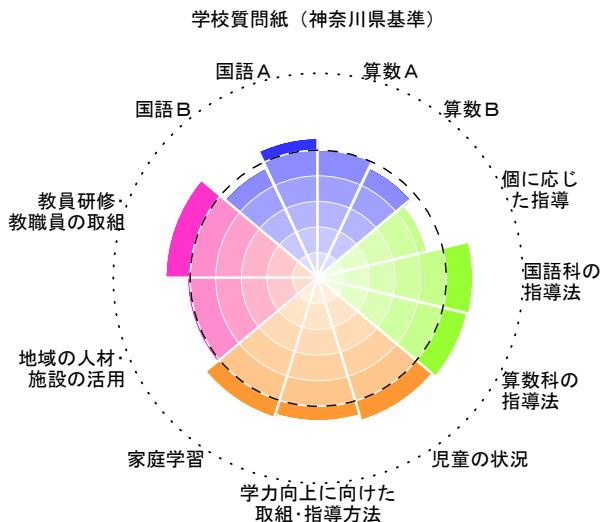 学校質問紙（神奈川県基準）
国語Ａ
算数Ａ
国語Ｂ
算数Ｂ
個に応じ
た指導
教員研修・
教職員の取組
国語科の
指導法
地域の人材・
施設の活用
算数科の
指導法
家庭学習
児童の状況
学力向上に向けた
取組・指導方法